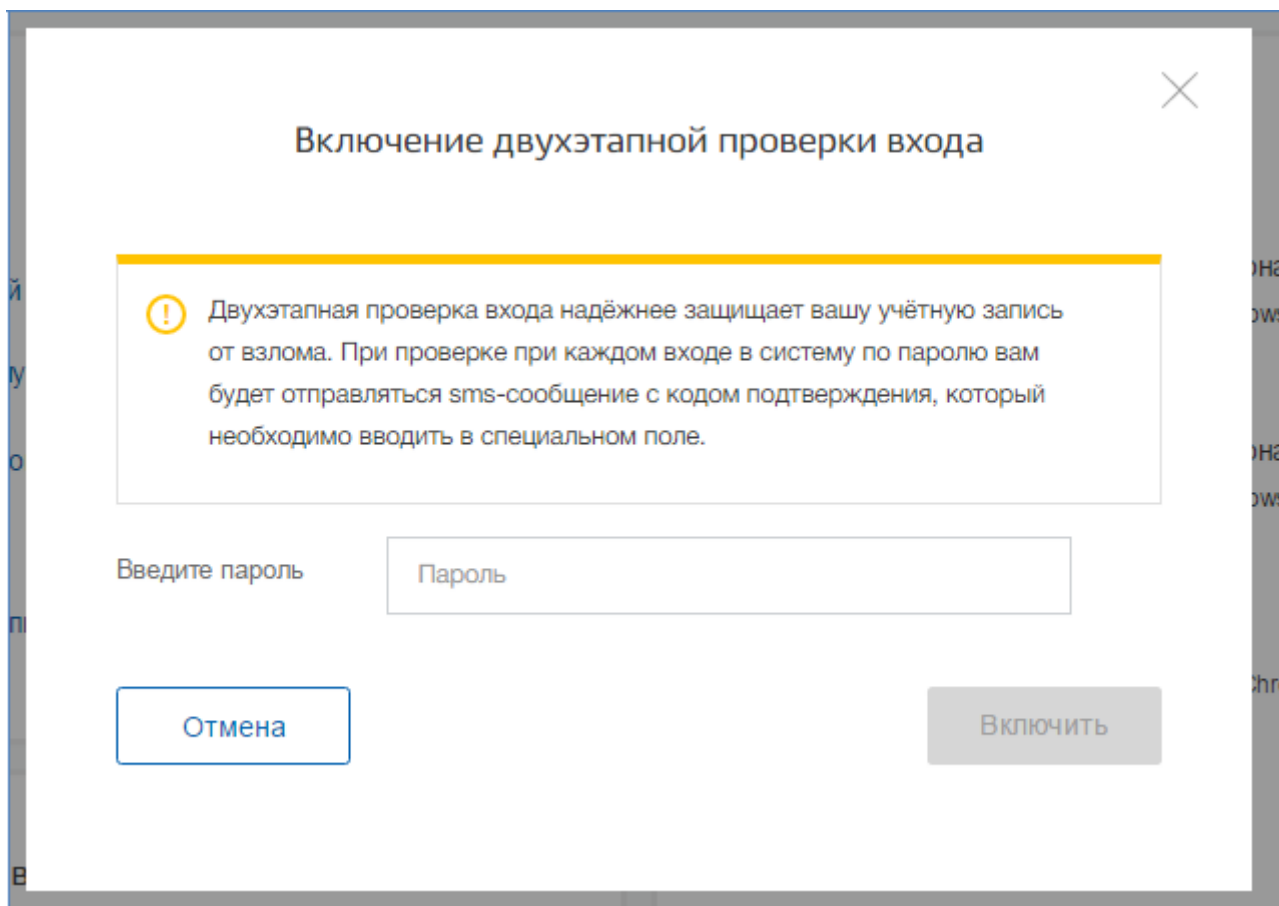 Включение двухэтапной проверки входа
Двухэтапная проверка входа надёжнее защищает вашу учётную запись
от взлома. При проверке при каждом входе в систему по паролю вам
будет отправляться sms-сообщение с кодом подтверждения, который
необходимо вводить в специальном поле.
Введите пароль
Пароль
Отмена
Включить